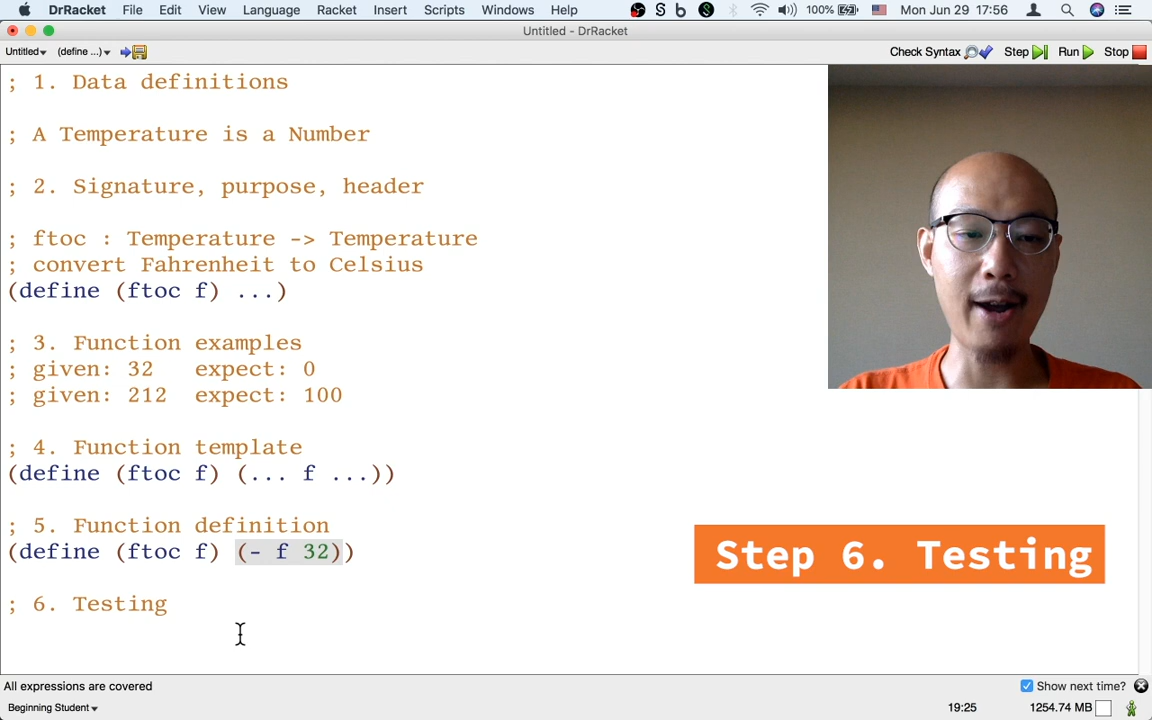 DrRacket File Edit View Language Racket Insert Scripts Windows Help 100% Mon Jun 29 17:56
Untitled - DrRacket
Untitled (define ...) Check Syntax Step Run Stop
; 1. Data definitions
; A Temperature is a Number
; 2. Signature, purpose, header
; ftoc : Temperature -> Temperature
; convert Fahrenheit to Celsius
(define (ftoc f) ...)
; 3. Function examples
; given: 32 expect: 0
; given: 212 expect: 100
; 4. Function template
(define (ftoc f) (... f ...))
; 5. Function definition
(define (ftoc f) (- f 32))
Step 6. Testing
; 6. Testing
All expressions are covered Show next time?
Beginning Student 19:25 1254.74 MB